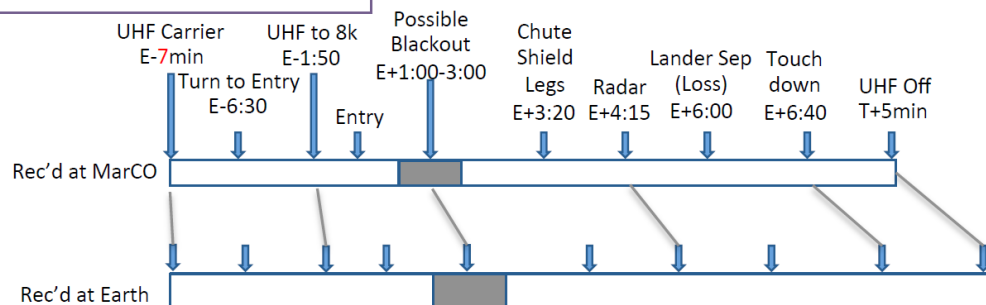 UHF Carrier
E-7min
Turn to Entry
E-6:30
UHF to 8k
E-1:50
Entry
Possible
Blackout
E+1:00-3:00
Chute
Shield
Legs
E+3:20
Radar
E+4:15
Lander Sep
(Loss)
E+6:00
Touch
down
E+6:40
UHF Off
T+5min
Rec'd at MarCO
Rec'd at Earth